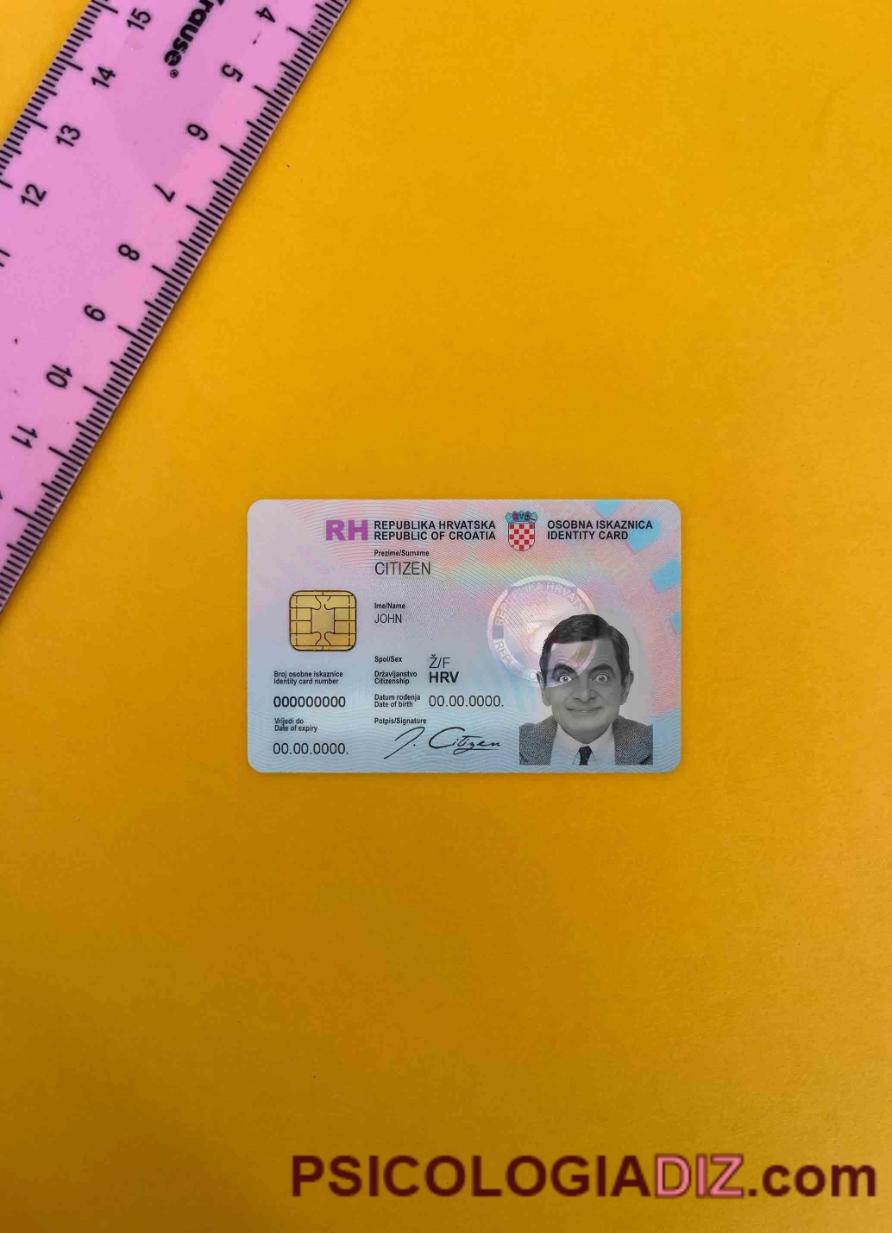 15
4
rause®
14
5
13
6
12
7
8
9
10
11
RH REPUBLIKA HRVATSKA
REPUBLIC OF CROATIA
OSOBNA ISKAZNICA
IDENTITY CARD
Prezime/Surname
CITIZEN
Ime/Name
JOHN
Spol/Sex
Ž/F
Državljanstvo
Citizenship
HRV
Broj osobne iskaznice
Identity card number
000000000
Datum rođenja
Date of birth
00.00.0000.
Vrijedi do
Date of expiry
00.00.0000.
Potpis/Signature
J. Citizen
PSICOLOGIADIZ.com